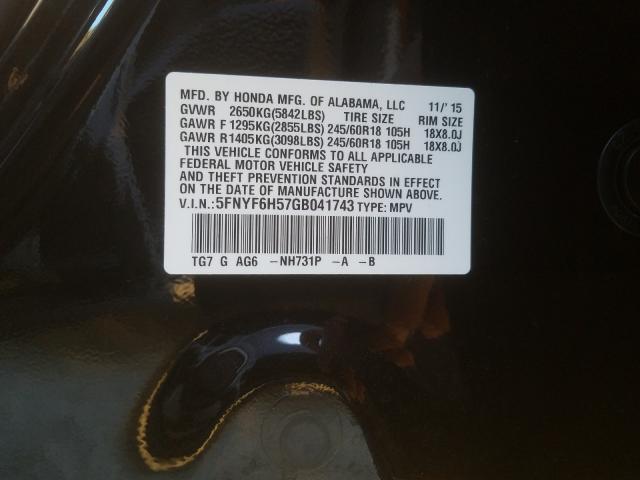 MFD. BY HONDA MFG. OF ALABAMA, LLC 11/'15
GVWR 2650KG(5842LBS) TIRE SIZE RIM SIZE
GAWR F 1295KG(2855LBS) 245/60R18 105H 18X8.0J
GAWR R1405KG(3098LBS) 245/60R18 105H 18X8.0J
THIS VEHICLE CONFORMS TO ALL APPLICABLE
FEDERAL MOTOR VEHICLE SAFETY
AND THEFT PREVENTION STANDARDS IN EFFECT
ON THE DATE OF MANUFACTURE SHOWN ABOVE.
V.I.N.:5FNYF6H57GB041743 TYPE: MPV
TG7 G AG6 -NH731P -A -B